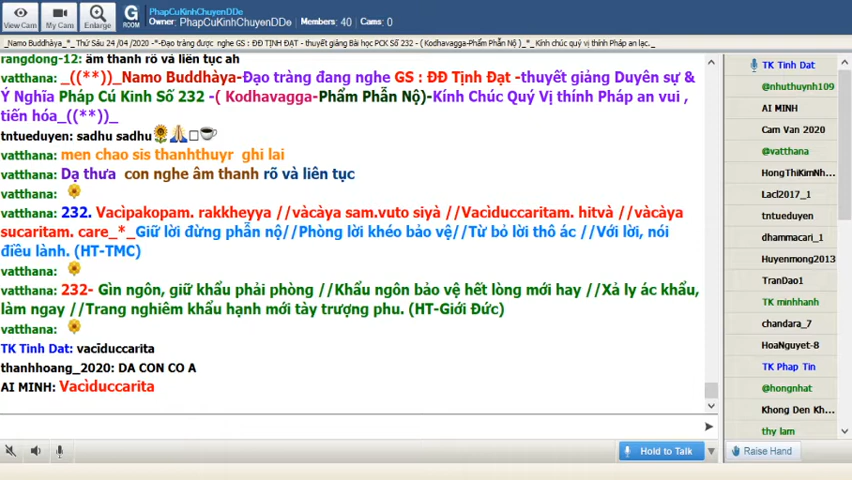 PhapCuKinhChuyenDDe
Owner: PhapCuKinhChuyenDDe Members: 40 Cams: 0
View Cam My Cam Enlarge G ROOM
_Namo Buddhàya_*_ Thứ Sáu 24 /04 /2020 -*-Đạo tràng được nghe GS : ĐĐ TỊNH ĐẠT - thuyết giảng Bài học PCK Số 232 - ( Kodhavagga-Phẩm Phẫn Nộ )_*_ Kính chúc quý vị thính Pháp an lạc._
rangdong-12: âm thanh rõ và liên tục ah
vatthana: _((**))_Namo Buddhàya-Đạo tràng đang nghe GS : ĐĐ Tịnh Đạt -thuyết giảng Duyên sự &
Ý Nghĩa Pháp Cú Kinh Số 232 -( Kodhavagga-Phẩm Phẫn Nộ)-Kính Chúc Quý Vị thính Pháp an vui ,
tiến hóa_((**))_
tntueduyen: sadhu sadhu
vatthana: men chao sis thanhthuyr ghi lai
vatthana: Dạ thưa con nghe âm thanh rõ và liên tục
vatthana:
vatthana: 232. Vacìpakopam. rakkheyya //vàcàya sam.vuto siyà //Vacìduccaritam. hitvà //vàcàya
sucaritam. care_*_Giữ lời đừng phẫn nộ//Phòng lời khéo bảo vệ//Từ bỏ lời thô ác //Với lời, nói
điều lành. (HT-TMC)
vatthana:
vatthana: 232- Gìn ngôn, giữ khẩu phải phòng //Khẩu ngôn bảo vệ hết lòng mới hay //Xả ly ác khẩu,
làm ngay //Trang nghiêm khẩu hạnh mới tày trượng phu. (HT-Giới Đức)
vatthana:
TK Tinh Dat: vacīduccarita
thanhhoang_2020: DA CON CO A
AI MINH: Vacìduccarita
TK Tinh Dat
@nhuthuynh109
AI MINH
Cam Van 2020
@vatthana
HongThiKimNh...
Lacl2017_1
tntueduyen
dhammacari_1
Huyenmong2013
TranDao1
TK minhhanh
chandara_7
HoaNguyet-8
TK Phap Tin
@hongnhat
Khong Den Kh...
thy lam
Hold to Talk
Raise Hand